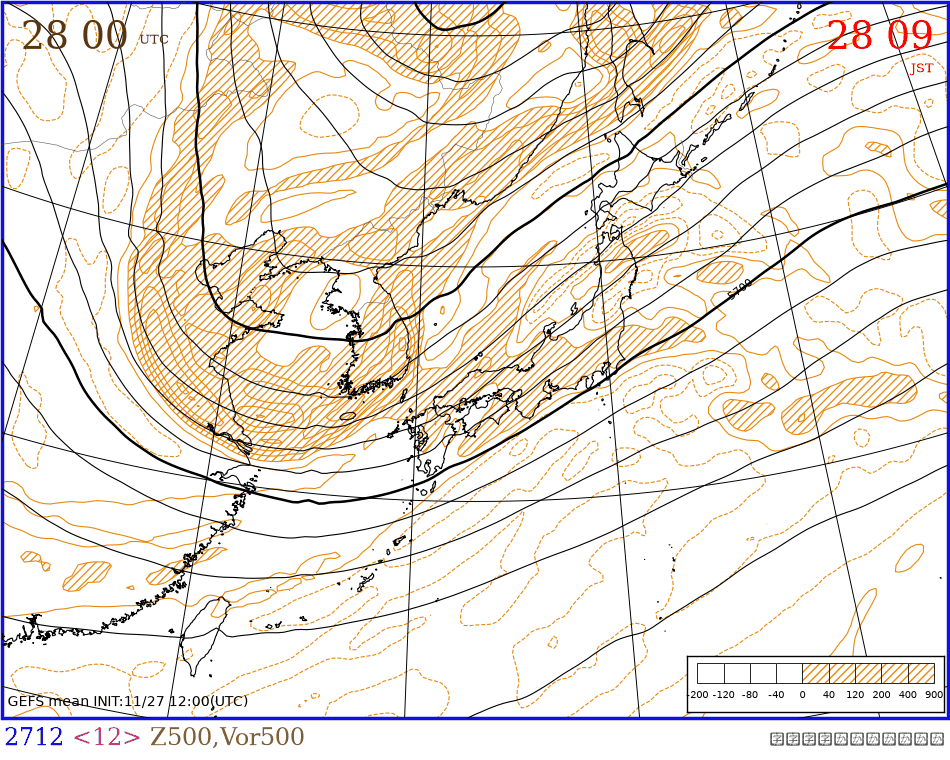 28 00 UTC
28 09
JST
5700
-200 -120 -80 -40 0 40 120 200 400 900
GEFS mean INIT:11/27 12:00(UTC)
2712 <12> Z500,Vor500